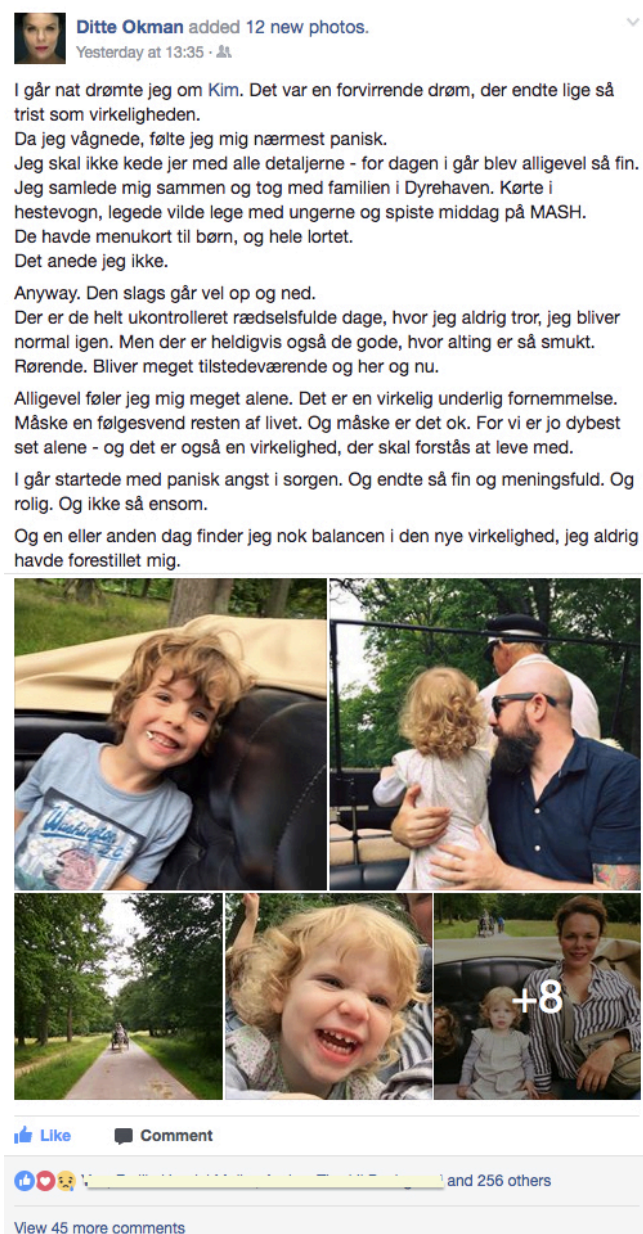 Ditte Okman added 12 new photos.
Yesterday at 13:35 ·
I går nat drømte jeg om Kim. Det var en forvirrende drøm, der endte lige så
trist som virkeligheden.
Da jeg vågnede, følte jeg mig nærmest panisk.
Jeg skal ikke kede jer med alle detaljerne - for dagen i går blev alligevel så fin.
Jeg samlede mig sammen og tog med familien i Dyrehaven. Kørte i
hestevogn, legede vilde lege med ungerne og spiste middag på MASH.
De havde menukort til børn, og hele lortet.
Det anede jeg ikke.
Anyway. Den slags går vel op og ned.
Der er de helt ukontrolleret rædselsfulde dage, hvor jeg aldrig tror, jeg bliver
normal igen. Men der er heldigvis også de gode, hvor alting er så smukt.
Rørende. Bliver meget tilstedeværende og her og nu.
Alligevel føler jeg mig meget alene. Det er en virkelig underlig fornemmelse.
Måske en følgesvend resten af livet. Og måske er det ok. For vi er jo dybest
set alene - og det er også en virkelighed, der skal forstås at leve med.
I går startede med panisk angst i sorgen. Og endte så fin og meningsfuld. Og
rolig. Og ikke så ensom.
Og en eller anden dag finder jeg nok balancen i den nye virkelighed, jeg aldrig
havde forestillet mig.
Washington
+8
Like Comment
and 256 others
View 45 more comments